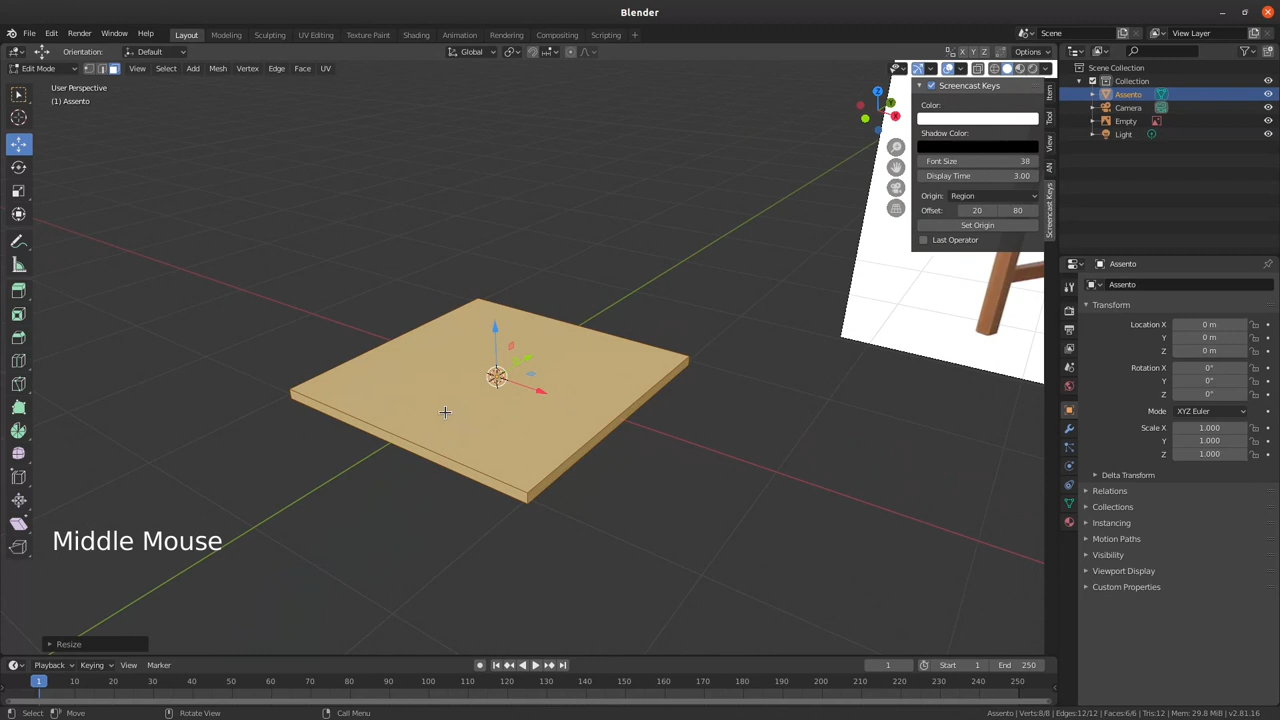 Blender
File Edit Render Window Help
Layout Modeling Sculpting UV Editing Texture Paint Shading Animation Rendering Compositing Scripting +
Scene View Layer
Orientation: Default Global X Y Z Options
Edit Mode View Select Add Mesh Vertex Edge Face UV
User Perspective
(1) Assento
Z
Y
X
Screencast Keys
Color:
Shadow Color:
Font Size 38
Display Time 3.00
Origin: Region
Offset: 20 80
Set Origin
Last Operator
Item
Tool
View
AN
Screencast Keys
Scene Collection
Collection
Assento
Camera
Empty
Light
Assento
Assento
Transform
Location X 0 m
Y 0 m
Z 0 m
Rotation X 0°
Y 0°
Z 0°
Mode XYZ Euler
Scale X 1.000
Y 1.000
Z 1.000
Delta Transform
Relations
Collections
Instancing
Motion Paths
Visibility
Viewport Display
Custom Properties
Middle Mouse
Resize
Playback Keying View Marker 1 Start 1 End 250
1 10 20 30 40 50 60 70 80 90 100 110 120 130 140 150 160 170 180 190 200 210 220 230 240 250
Select Move Rotate View Call Menu Assento | Verts:8/8 | Edges:12/12 | Faces:6/6 | Tris:12 | Mem: 29.8 MiB | v2.81.16